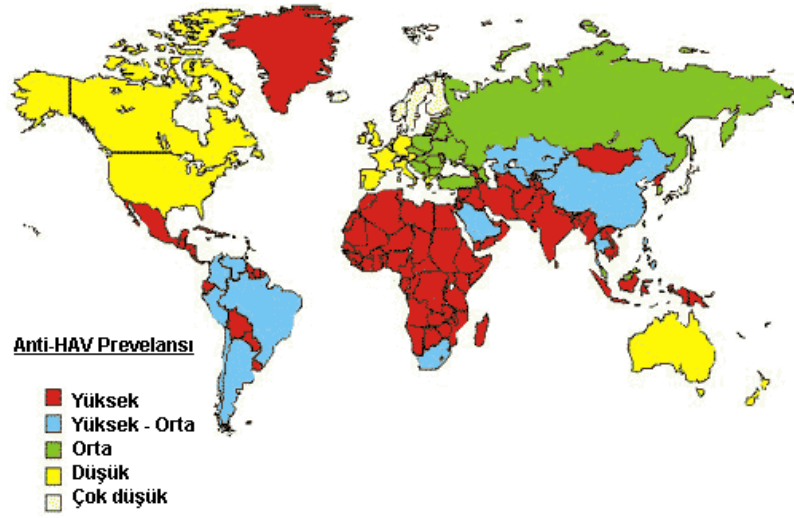 Anti-HAV Prevelansı
Yüksek
Yüksek - Orta
Orta
Düşük
Çok düşük